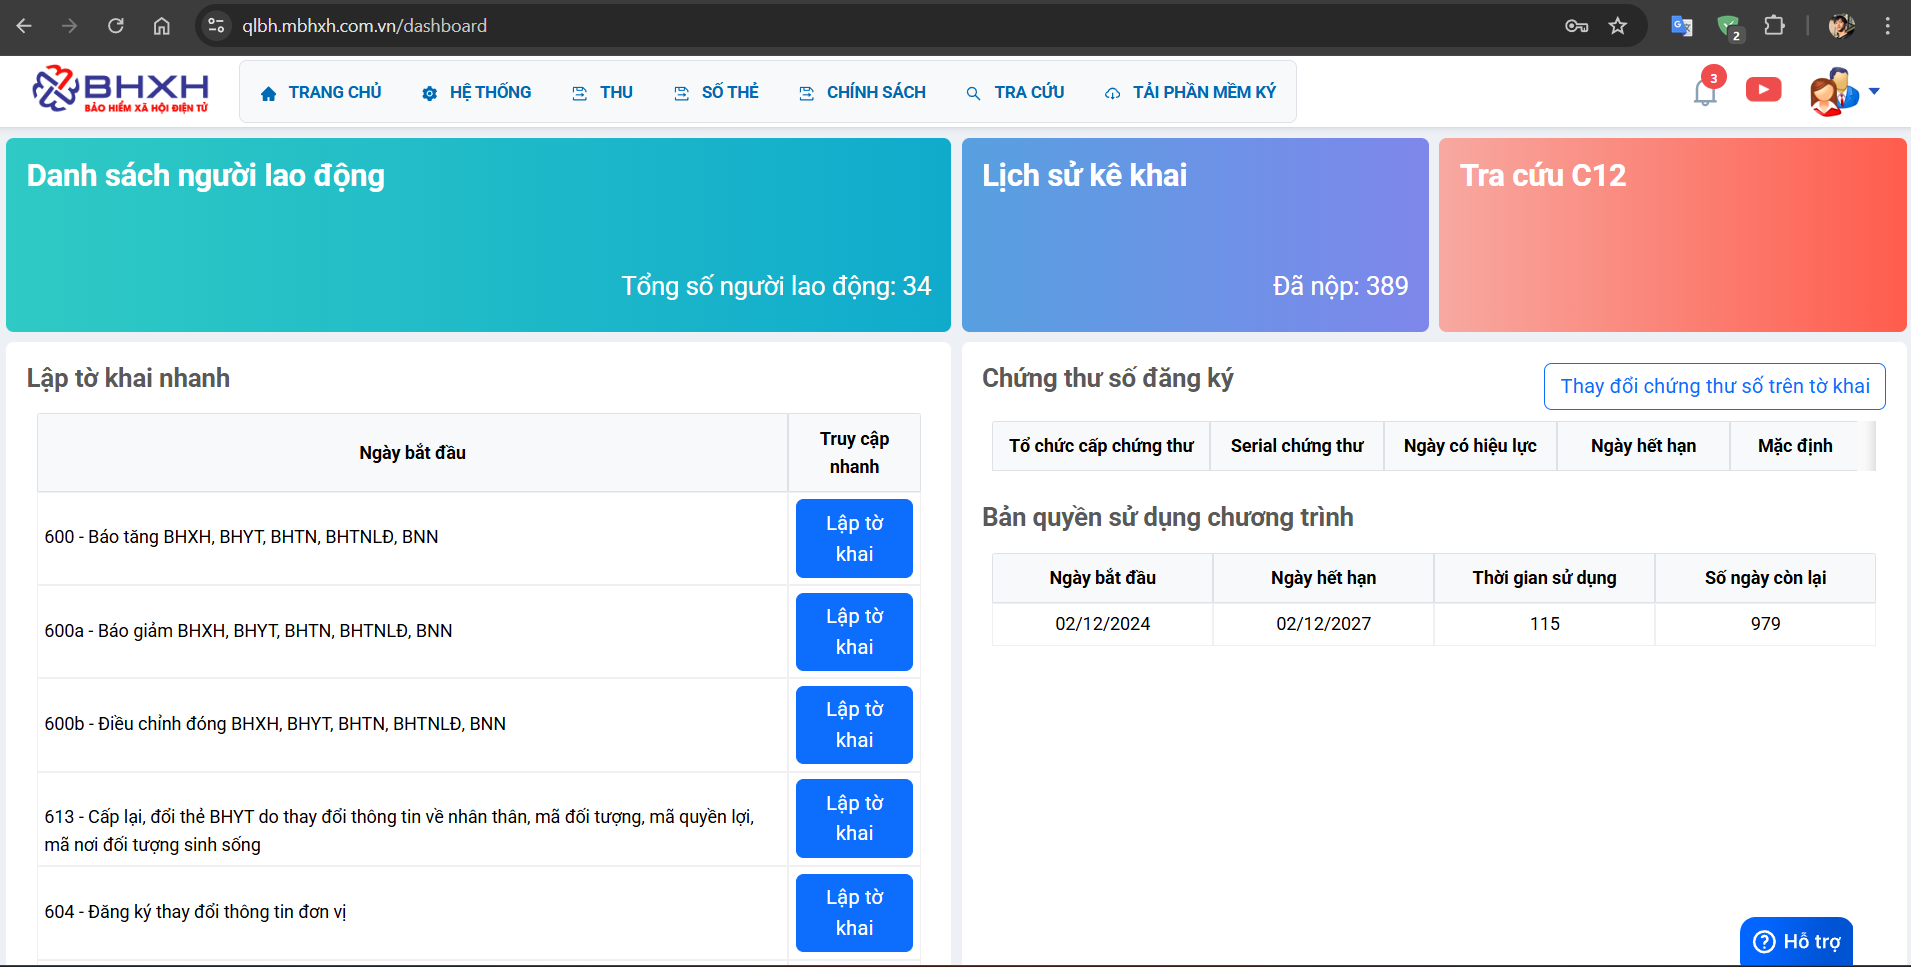 qlbh.mbhxh.com.vn/dashboard
2
BHXH
BẢO HIỂM XÃ HỘI ĐIỆN TỬ
TRANG CHỦ
HỆ THỐNG
THU
SỔ THẺ
CHÍNH SÁCH
TRA CỨU
TẢI PHẦN MỀM KÝ
3
Danh sách người lao động
Tổng số người lao động: 34
Lịch sử kê khai
Đã nộp: 389
Tra cứu C12
Lập tờ khai nhanh
Ngày bắt đầu
Truy cập
nhanh
600 - Báo tăng BHXH, BHYT, BHTN, BHTNLĐ, BNN
Lập tờ
khai
600a - Báo giảm BHXH, BHYT, BHTN, BHTNLĐ, BNN
Lập tờ
khai
600b - Điều chỉnh đóng BHXH, BHYT, BHTN, BHTNLĐ, BNN
Lập tờ
khai
613 - Cấp lại, đổi thẻ BHYT do thay đổi thông tin về nhân thân, mã đối tượng, mã quyền lợi,
mã nơi đối tượng sinh sống
Lập tờ
khai
604 - Đăng ký thay đổi thông tin đơn vị
Lập tờ
khai
Chứng thư số đăng ký
Thay đổi chứng thư số trên tờ khai
Tổ chức cấp chứng thư
Serial chứng thư
Ngày có hiệu lực
Ngày hết hạn
Mặc định
Bản quyền sử dụng chương trình
Ngày bắt đầu
Ngày hết hạn
Thời gian sử dụng
Số ngày còn lại
02/12/2024
02/12/2027
115
979
Hỗ trợ